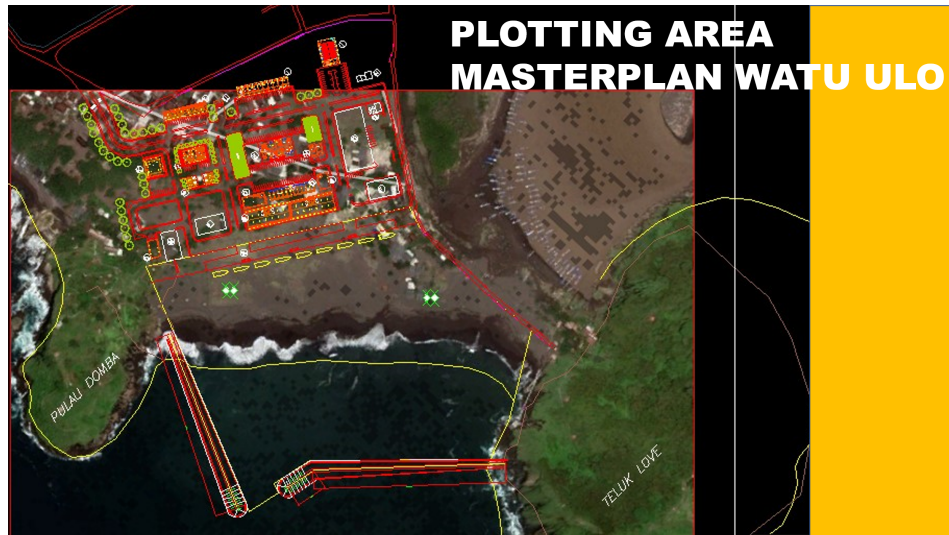 PLOTTING AREA
MASTERPLAN WATU ULO
PULAU DOMBA
TELUK LOVE